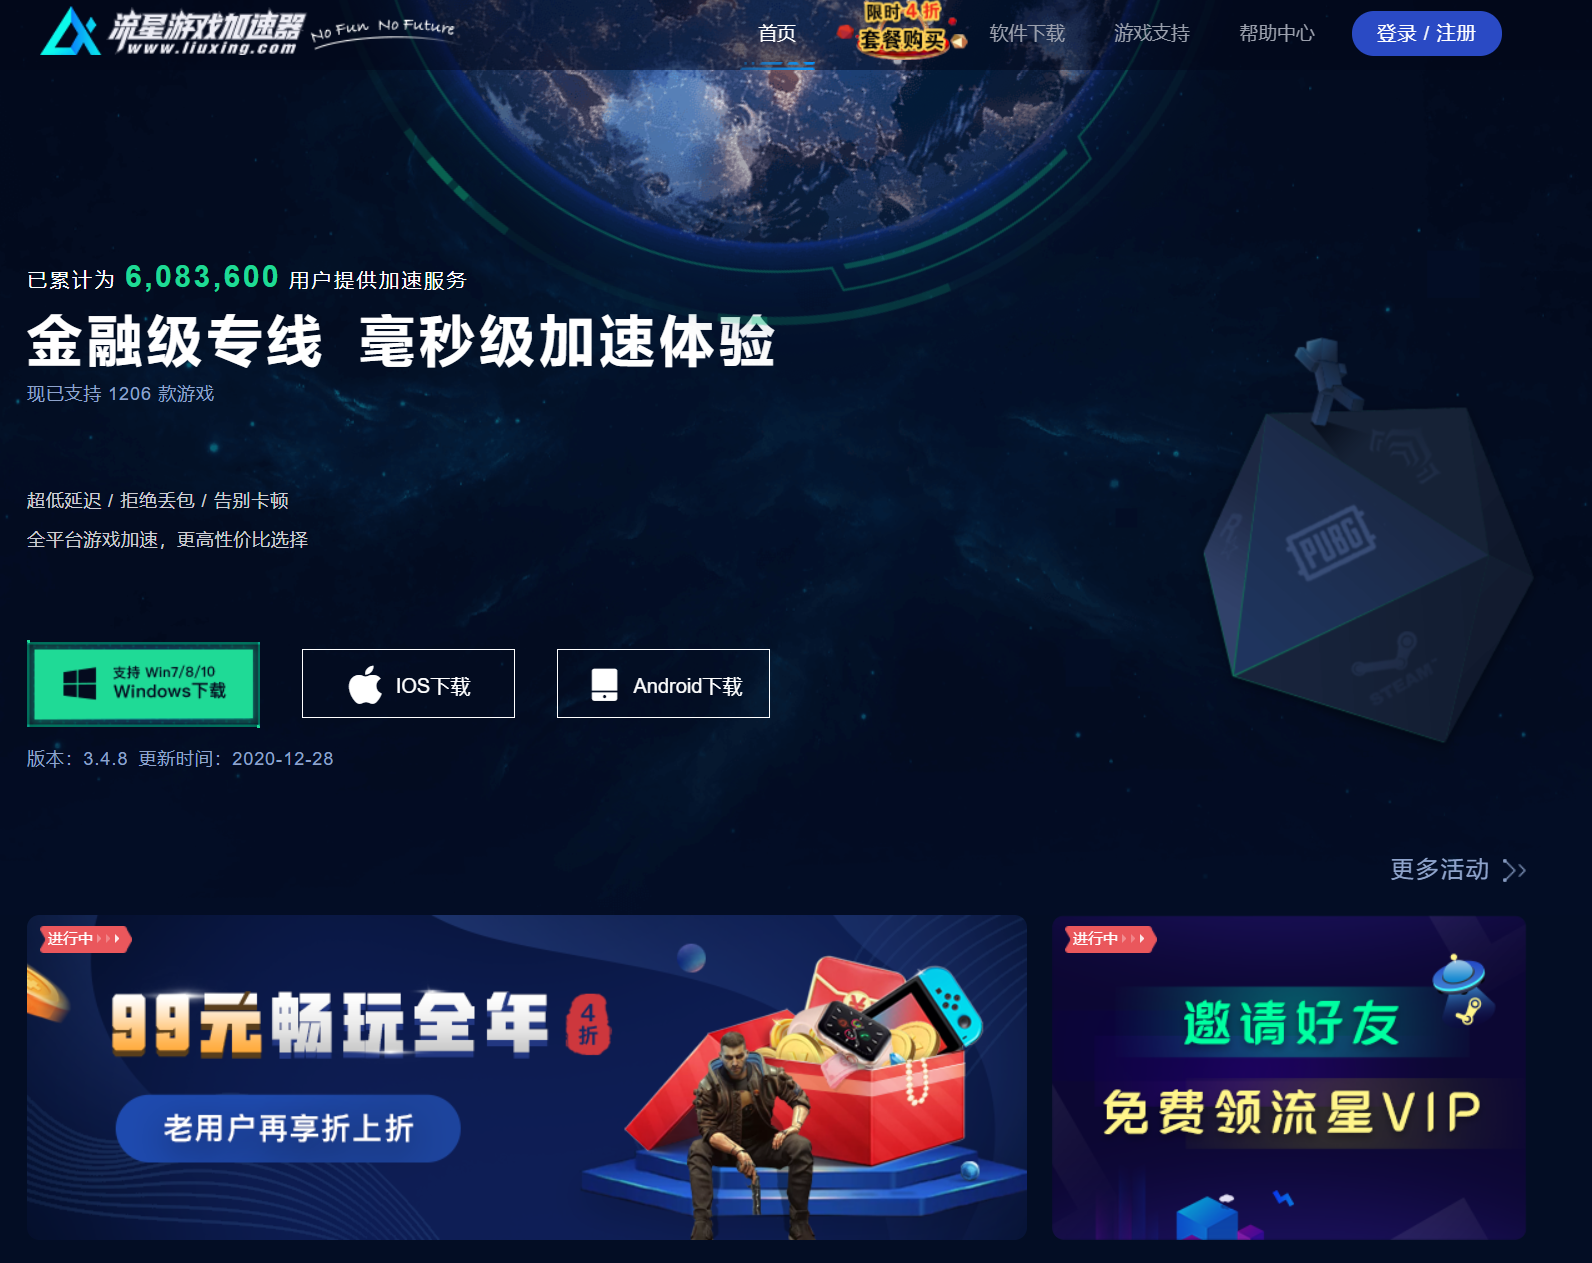 流星游戏加速器
www.liuxing.com
No Fun No Future
首页
限时4折
套餐购买
软件下载
游戏支持
帮助中心
登录 / 注册
已累计为 6,083,600 用户提供加速服务
金融级专线 毫秒级加速体验
现已支持 1206 款游戏
超低延迟 / 拒绝丢包 / 告别卡顿
全平台游戏加速，更高性价比选择
PUBG
STEAM
支持 Win7/8/10
Windows下载
IOS下载
Android下载
版本：3.4.8 更新时间：2020-12-28
更多活动
进行中
99元畅玩全年
4折
老用户再享折上折
进行中
邀请好友
免费领流星VIP